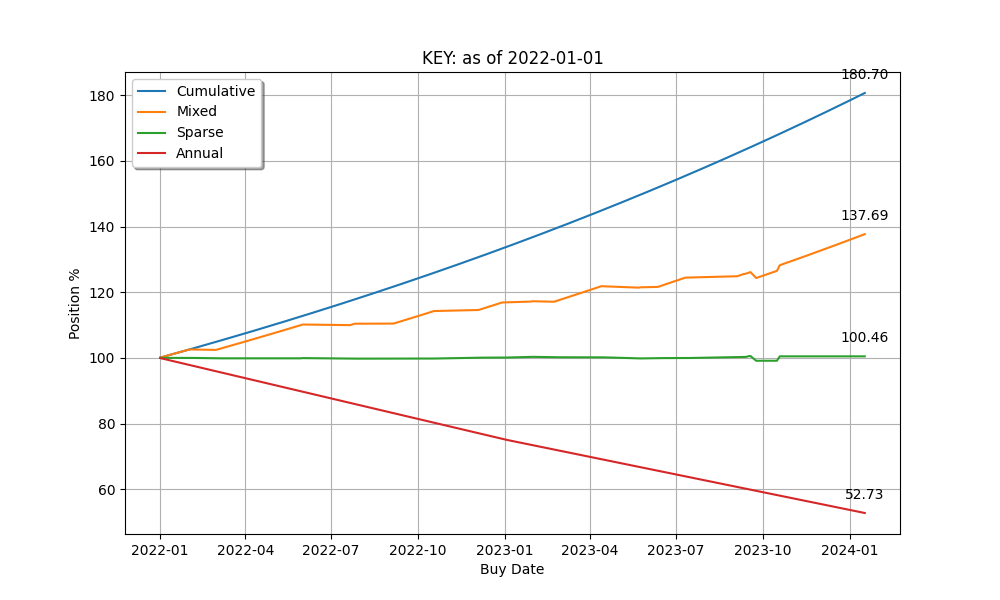 KEY: as of 2022-01-01
180.70
Cumulative
Mixed
Sparse
Annual
137.69
100.46
52.73
180
160
140
120
100
80
60
Position %
2022-01 2022-04 2022-07 2022-10 2023-01 2023-04 2023-07 2023-10 2024-01
Buy Date